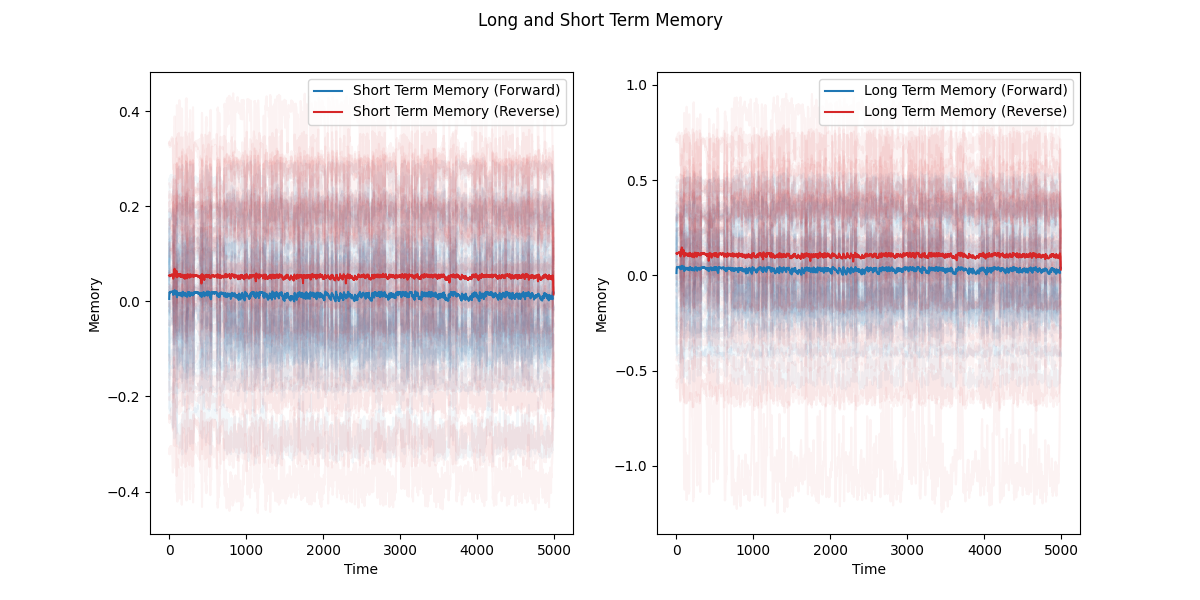 Long and Short Term Memory
Short Term Memory (Forward)
Short Term Memory (Reverse)
0.4
0.2
0.0
−0.2
−0.4
Memory
0 1000 2000 3000 4000 5000
Time
Long Term Memory (Forward)
Long Term Memory (Reverse)
1.0
0.5
0.0
−0.5
−1.0
Memory
0 1000 2000 3000 4000 5000
Time